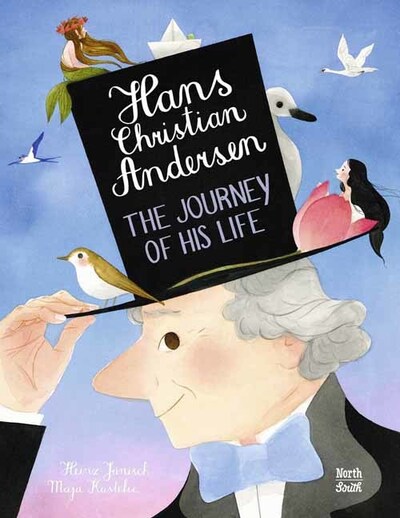 Hans
Christian
Andersen
THE JOURNEY
OF HIS LIFE
Heinz Janisch
Maja Kastelic
North
South